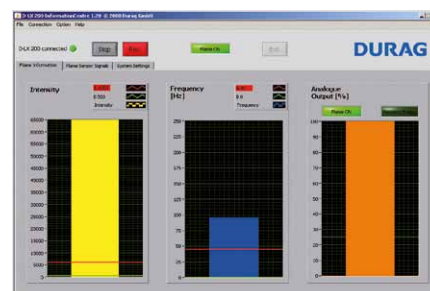 D-LX 200 InformationCentre 1.20 © 2008 Durag GmbH
File Connection Option Help
D-LX 200 connected
Stop
Flame ON
Exit
DURAG
Flame Information
Flame Sensor Signals
System Settings
Intensity
Intensity
65000
60000
55000
50000
45000
40000
35000
30000
25000
20000
15000
10000
5000
0
Frequency
[Hz]
Frequency
250
225
200
175
150
125
100
75
50
25
0
Analogue
Output [%]
Flame ON
100
90
80
70
60
50
40
30
20
10
0